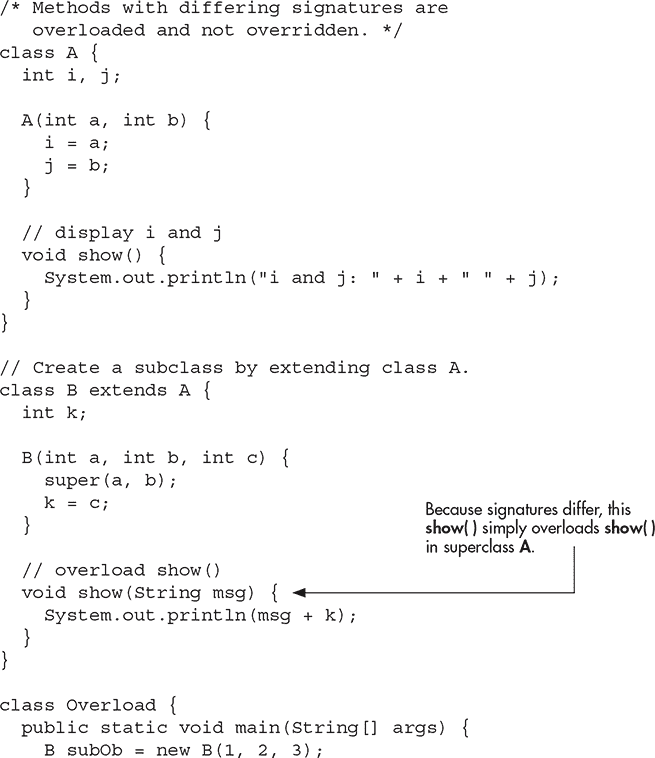 /* Methods with differing signatures are
   overloaded and not overridden. */
class A {
  int i, j;

  A(int a, int b) {
    i = a;
    j = b;
  }

  // display i and j
  void show() {
    System.out.println("i and j: " + i + " " + j);
  }
}

// Create a subclass by extending class A.
class B extends A {
  int k;

  B(int a, int b, int c) {
    super(a, b);
    k = c;
  }

  // overload show()
  void show(String msg) {
    System.out.println(msg + k);
  }
}

Because signatures differ, this
show( ) simply overloads show( )
in superclass A.

class Overload {
  public static void main(String[] args) {
    B subOb = new B(1, 2, 3);